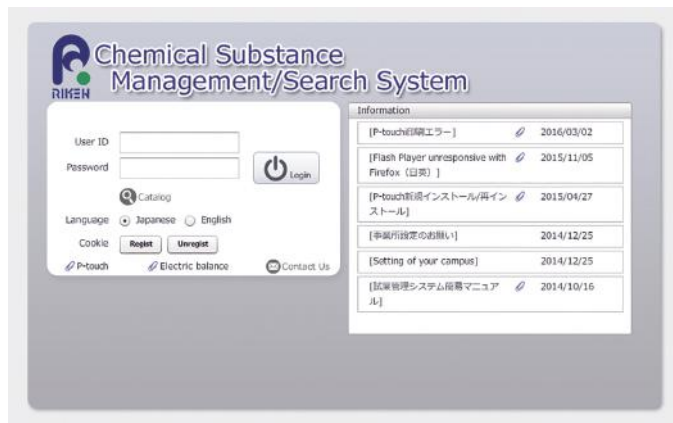 Chemical Substance
Management/Search System
RIKEN
User ID
Password
Login
Catalog
Language Japanese English
Cookie Regist Unregist
P-touch Electric balance Contact Us
Information
[P-touch印刷エラー] 2016/03/02
[Flash Player unresponsive with 2015/11/05
Firefox（日英）]
[P-touch新規インストール/再イン 2015/04/27
ストール]
[事業所設定のお願い] 2014/12/25
[Setting of your campus] 2014/12/25
[試薬管理システム簡易マニュア 2014/10/16
ル]